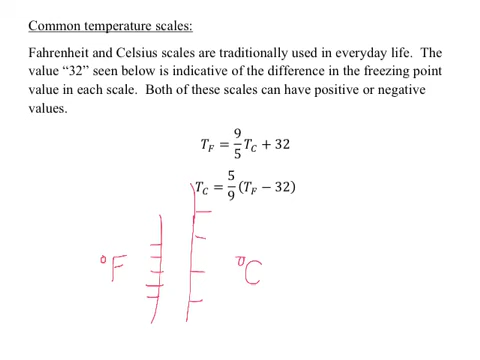 Common temperature scales:
Fahrenheit and Celsius scales are traditionally used in everyday life.  The
value “32” seen below is indicative of the difference in the freezing point
value in each scale.  Both of these scales can have positive or negative
values.
T_F = 9/5 T_C + 32
T_C = 5/9 (T_F − 32)
°F °C